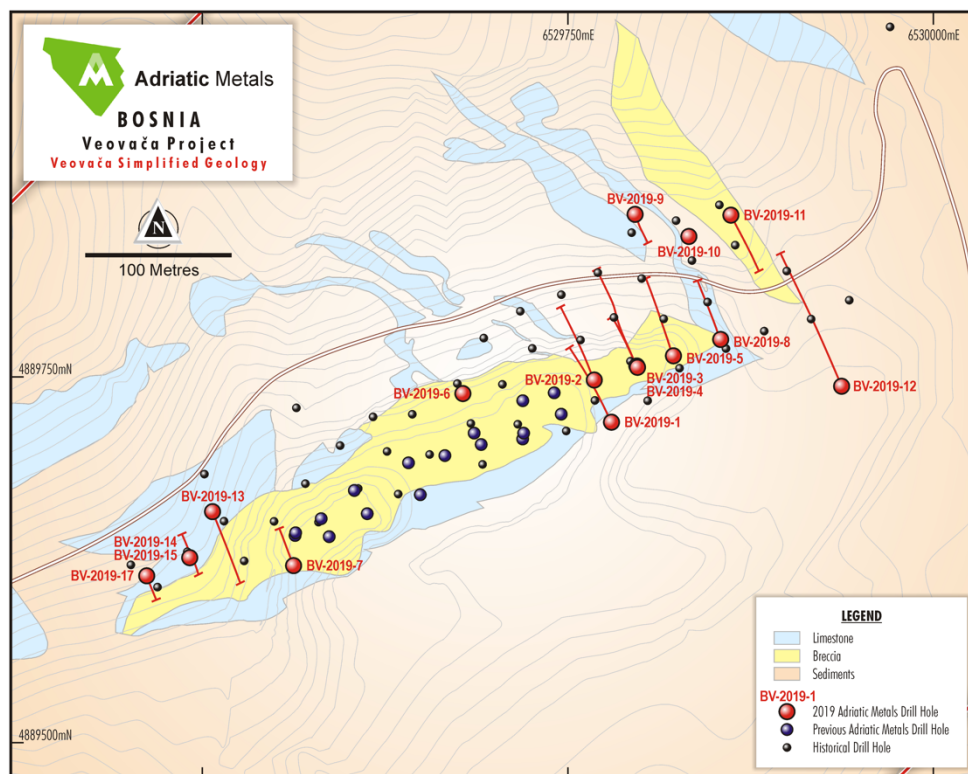 6529750mE
6530000mE
Adriatic Metals
BOSNIA
Veovača Project
Veovača Simplified Geology
N
100 Metres
BV-2019-9
BV-2019-11
BV-2019-10
BV-2019-8
BV-2019-5
4889750mN
BV-2019-6
BV-2019-2
BV-2019-3
BV-2019-4
BV-2019-12
BV-2019-1
BV-2019-13
BV-2019-14
BV-2019-15
BV-2019-17
BV-2019-7
4889500mN
LEGEND
Limestone
Breccia
Sediments
BV-2019-1
2019 Adriatic Metals Drill Hole
Previous Adriatic Metals Drill Hole
Historical Drill Hole